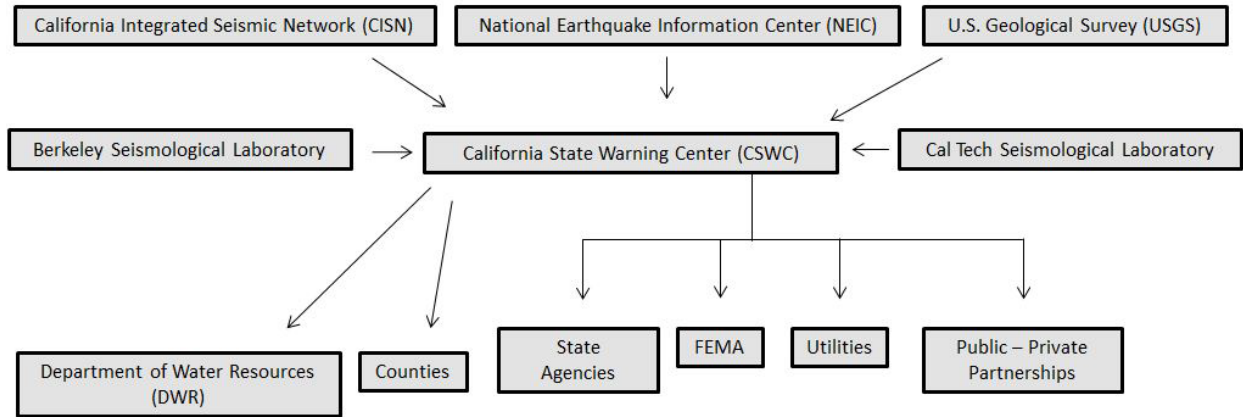 California Integrated Seismic Network (CISN)
National Earthquake Information Center (NEIC)
U.S. Geological Survey (USGS)
Berkeley Seismological Laboratory
California State Warning Center (CSWC)
Cal Tech Seismological Laboratory
Department of Water Resources
(DWR)
Counties
State
Agencies
FEMA
Utilities
Public – Private
Partnerships